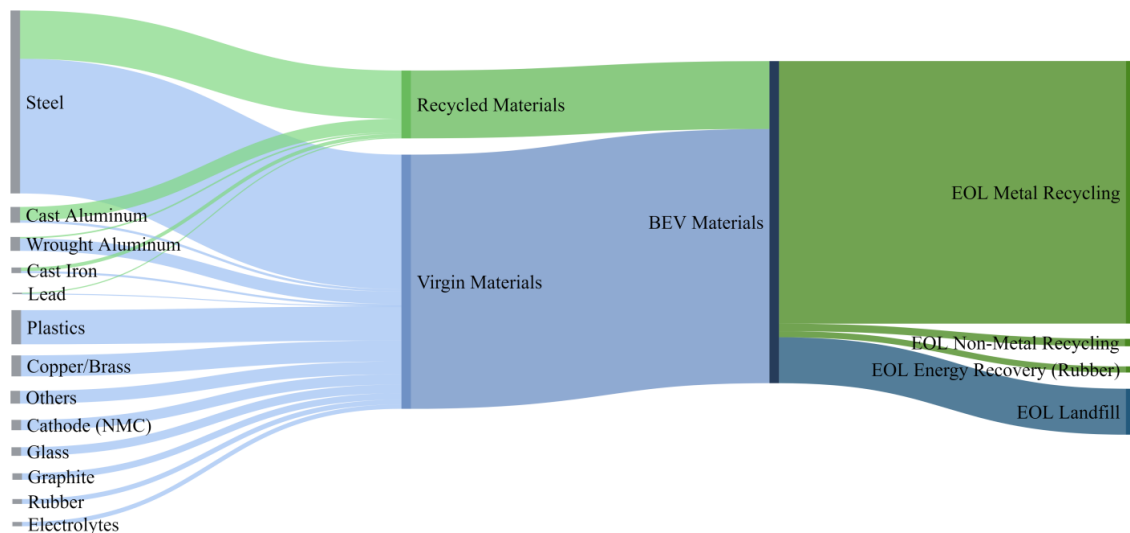 Steel
Cast Aluminum
Wrought Aluminum
Cast Iron
Lead
Plastics
Copper/Brass
Others
Cathode (NMC)
Glass
Graphite
Rubber
Electrolytes
Recycled Materials
Virgin Materials
BEV Materials
EOL Metal Recycling
EOL Non-Metal Recycling
EOL Energy Recovery (Rubber)
EOL Landfill